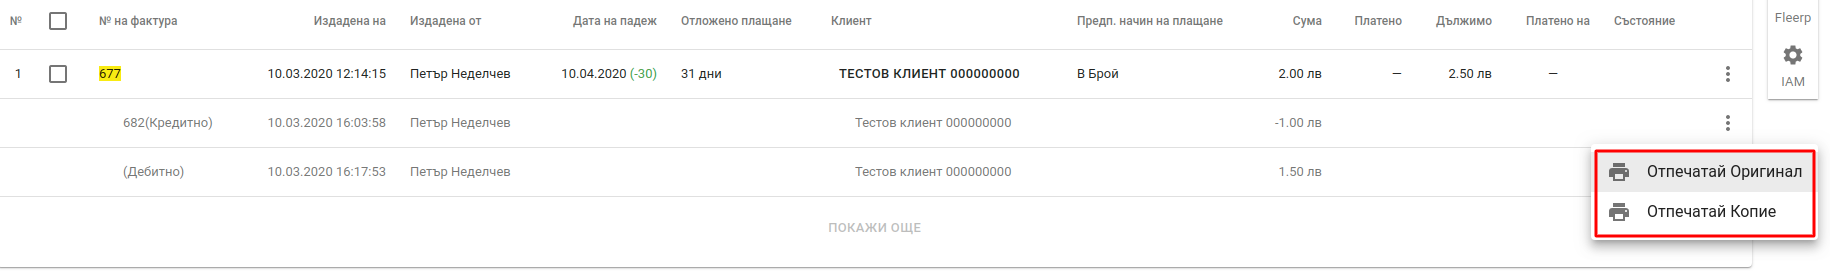 № № на фактура Издадена на Издадена от Дата на падеж Отложено плащане Клиент Предп. начин на плащане Сума Платено Дължимо Платено на Състояние
Fleerp
1 677 10.03.2020 12:14:15 Петър Неделчев 10.04.2020 (-30) 31 дни ТЕСТОВ КЛИЕНТ 000000000 В Брой 2.00 лв — 2.50 лв —
IAM
682(Кредитно) 10.03.2020 16:03:58 Петър Неделчев Тестов клиент 000000000 -1.00 лв
(Дебитно) 10.03.2020 16:17:53 Петър Неделчев Тестов клиент 000000000 1.50 лв
Отпечатай Оригинал
Отпечатай Копие
ПОКАЖИ ОЩЕ